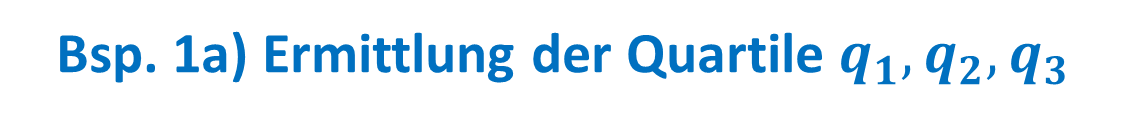 Bsp. 1a) Ermittlung der Quartile q₁, q₂, q₃